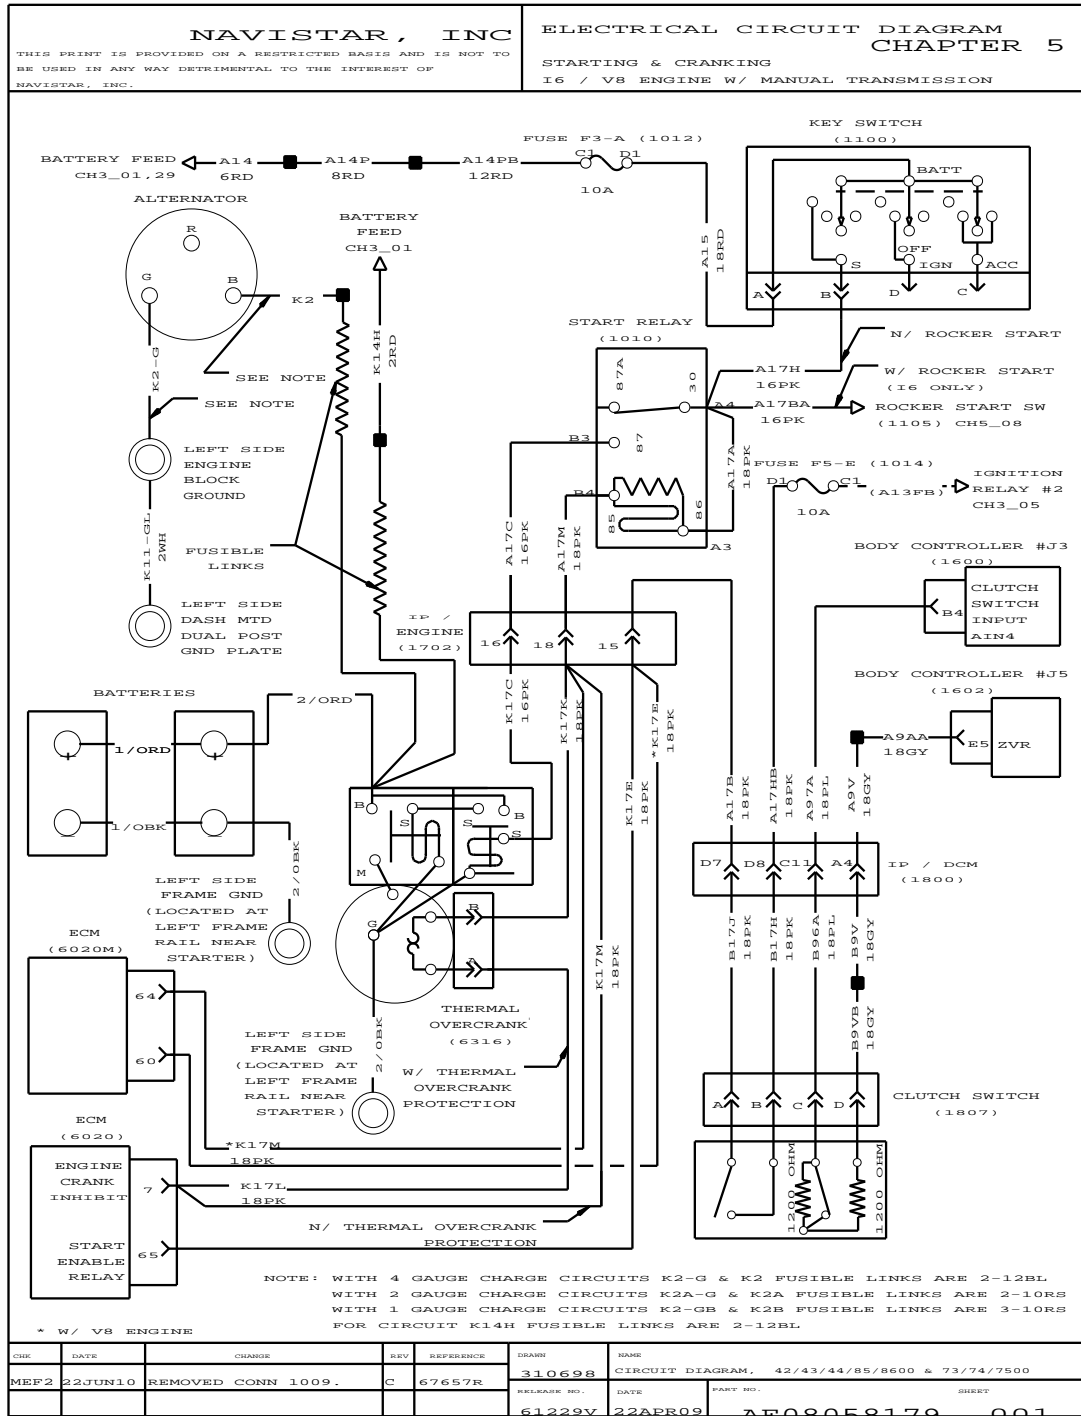 NAVISTAR, INC
THIS PRINT IS PROVIDED ON A RESTRICTED BASIS AND IS NOT TO
BE USED IN ANY WAY DETRIMENTAL TO THE INTEREST OF
NAVISTAR, INC.
ELECTRICAL CIRCUIT DIAGRAM
CHAPTER 5
STARTING & CRANKING
I6 / V8 ENGINE W/ MANUAL TRANSMISSION
KEY SWITCH
(1100)
FUSE F3-A (1012)
C1 D1
10A
BATTERY FEED
CH3_01,29
A14
6RD
A14P
8RD
A14PB
12RD
A15
18RD
BATT
OFF
S
IGN
ACC
A
B
D
C
ALTERNATOR
R
G
B
K2
K2-G
SEE NOTE
SEE NOTE
BATTERY
FEED
CH3_01
K14H
2RD
START RELAY
(1010)
87A
30
A4
B3
87
B4
85
86
A3
A17H
16PK
A17BA
16PK
A17A
18PK
N/ ROCKER START
W/ ROCKER START
(I6 ONLY)
ROCKER START SW
(1105) CH5_08
FUSE F5-E (1014)
D1
C1
10A
(A13FB)
IGNITION
RELAY #2
CH3_05
LEFT SIDE
ENGINE
BLOCK
GROUND
K11-GL
2WH
FUSIBLE
LINKS
LEFT SIDE
DASH MTD
DUAL POST
GND PLATE
A17C
16PK
A17M
18PK
BODY CONTROLLER #J3
(1600)
B4
CLUTCH
SWITCH
INPUT
AIN4
IP /
ENGINE
(1702)
16
18
15
BODY CONTROLLER #J5
(1602)
E5
ZVR
A9AA
18GY
BATTERIES
2/ORD
1/ORD
1/OBK
2/0BK
K17C
16PK
K17K
18PK
*K17E
18PK
K17E
18PK
A17B
18PK
A17HB
18PK
A97A
18PL
A9V
18GY
B
S
S
B
S
M
G
B
A
D7
D8
C11
A4
IP / DCM
(1800)
LEFT SIDE
FRAME GND
(LOCATED AT
LEFT FRAME
RAIL NEAR
STARTER)
ECM
(6020M)
64
60
THERMAL
OVERCRANK
(6316)
K17M
18PK
B17J
18PK
B17H
18PK
B96A
18PL
B9V
18GY
B9VB
18GY
LEFT SIDE
FRAME GND
(LOCATED AT
LEFT FRAME
RAIL NEAR
STARTER)
2/0BK
W/ THERMAL
OVERCRANK
PROTECTION
A
B
C
D
CLUTCH SWITCH
(1807)
1200 OHM
1200 OHM
ECM
(6020)
ENGINE
CRANK
INHIBIT
7
START
ENABLE
RELAY
65
*K17M
18PK
K17L
18PK
N/ THERMAL OVERCRANK
PROTECTION
NOTE: WITH 4 GAUGE CHARGE CIRCUITS K2-G & K2 FUSIBLE LINKS ARE 2-12BL
WITH 2 GAUGE CHARGE CIRCUITS K2A-G & K2A FUSIBLE LINKS ARE 2-10RS
WITH 1 GAUGE CHARGE CIRCUITS K2-GB & K2B FUSIBLE LINKS ARE 3-10RS
FOR CIRCUIT K14H FUSIBLE LINKS ARE 2-12BL
* W/ V8 ENGINE
CHK DATE CHANGE REV REFERENCE
MEF2 22JUN10 REMOVED CONN 1009. C 67657R
DRAWN
310698
NAME
CIRCUIT DIAGRAM, 42/43/44/85/8600 & 73/74/7500
RELEASE NO.
61229V
DATE
22APR09
PART NO.
SHEET
AF08058179 001